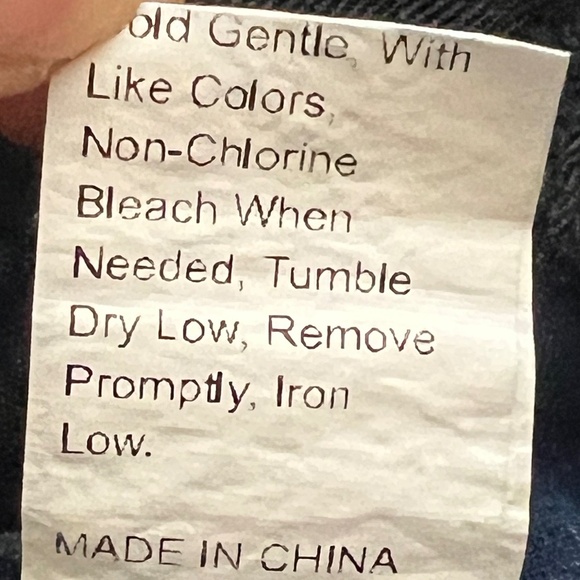 old Gentle, With
Like Colors,
Non-Chlorine
Bleach When
Needed, Tumble
Dry Low, Remove
Promptly, Iron
Low.
MADE IN CHINA